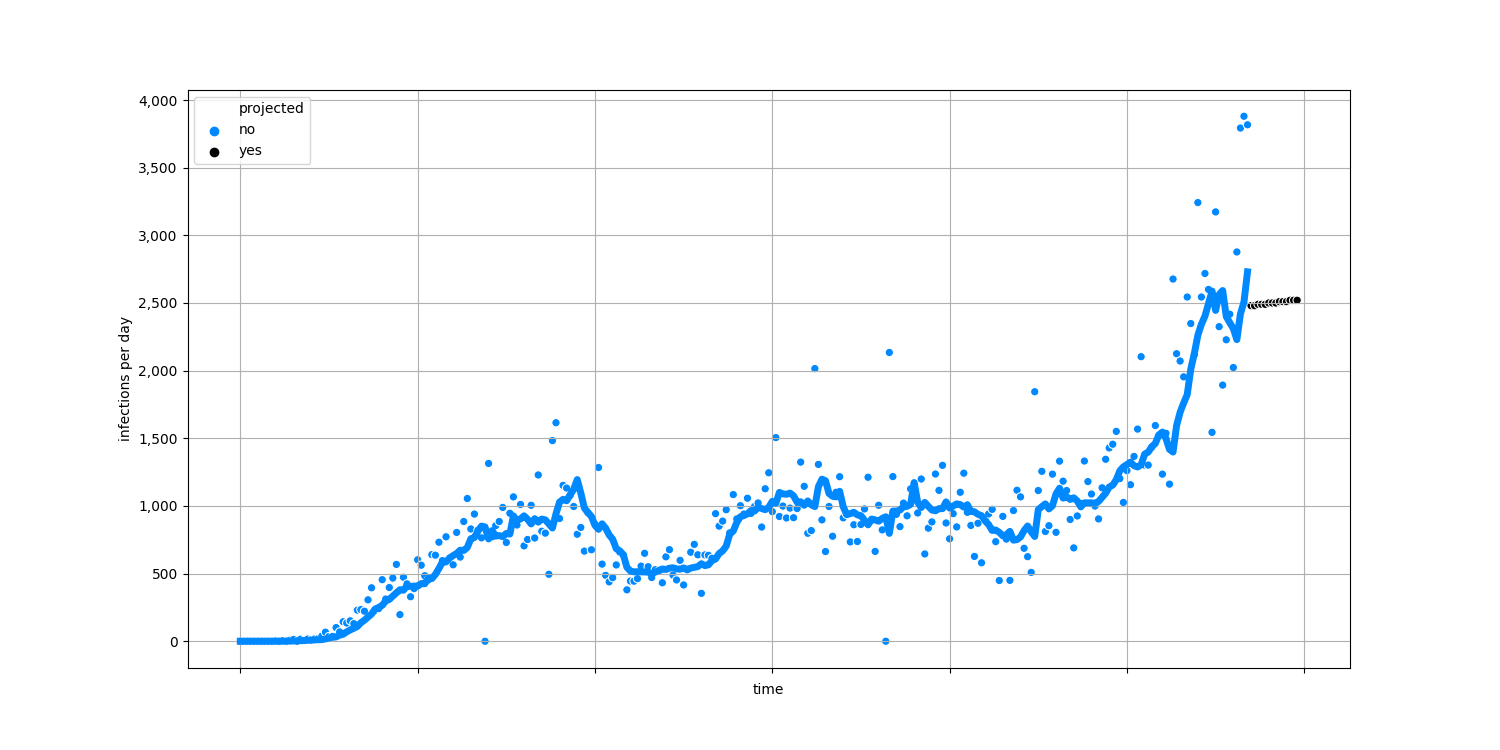 4,000
projected
no
yes
3,500
3,000
2,500
2,000
1,500
1,000
500
0
infections per day
time